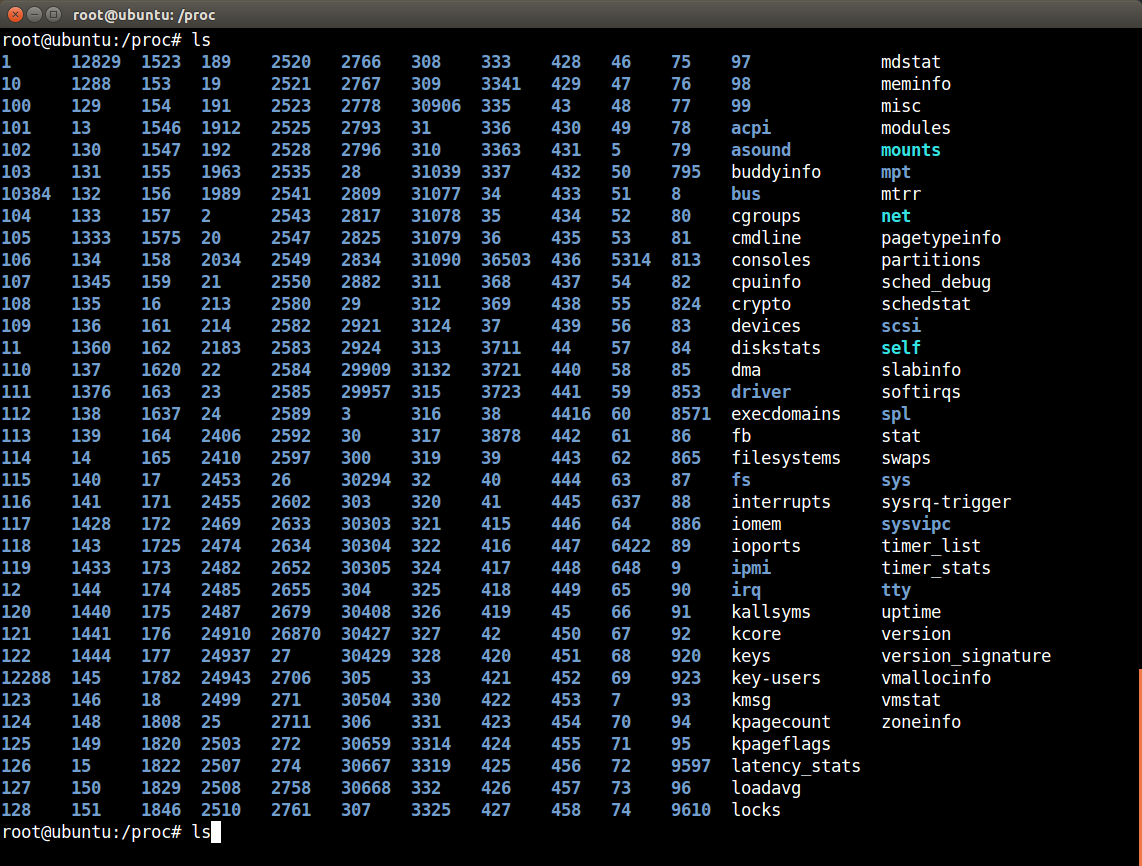 root@ubuntu: /proc
root@ubuntu:/proc# ls
1 12829 1523 189 2520 2766 308 333 428 46 75 97 mdstat
10 1288 153 19 2521 2767 309 3341 429 47 76 98 meminfo
100 129 154 191 2523 2778 30906 335 43 48 77 99 misc
101 13 1546 1912 2525 2793 31 336 430 49 78 acpi modules
102 130 1547 192 2528 2796 310 3363 431 5 79 asound mounts
103 131 155 1963 2535 28 31039 337 432 50 795 buddyinfo mpt
10384 132 156 1989 2541 2809 31077 34 433 51 8 bus mtrr
104 133 157 2 2543 2817 31078 35 434 52 80 cgroups net
105 1333 1575 20 2547 2825 31079 36 435 53 81 cmdline pagetypeinfo
106 134 158 2034 2549 2834 31090 36503 436 5314 813 consoles partitions
107 1345 159 21 2550 2882 311 368 437 54 82 cpuinfo sched_debug
108 135 16 213 2580 29 312 369 438 55 824 crypto schedstat
109 136 161 214 2582 2921 3124 37 439 56 83 devices scsi
11 1360 162 2183 2583 2924 313 3711 44 57 84 diskstats self
110 137 1620 22 2584 29909 3132 3721 440 58 85 dma slabinfo
111 1376 163 23 2585 29957 315 3723 441 59 853 driver softirqs
112 138 1637 24 2589 3 316 38 4416 60 8571 execdomains spl
113 139 164 2406 2592 30 317 3878 442 61 86 fb stat
114 14 165 2410 2597 300 319 39 443 62 865 filesystems swaps
115 140 17 2453 26 30294 32 40 444 63 87 fs sys
116 141 171 2455 2602 303 320 41 445 637 88 interrupts sysrq-trigger
117 1428 172 2469 2633 30303 321 415 446 64 886 iomem sysvipc
118 143 1725 2474 2634 30304 322 416 447 6422 89 ioports timer_list
119 1433 173 2482 2652 30305 324 417 448 648 9 ipmi timer_stats
12 144 174 2485 2655 304 325 418 449 65 90 irq tty
120 1440 175 2487 2679 30408 326 419 45 66 91 kallsyms uptime
121 1441 176 24910 26870 30427 327 42 450 67 92 kcore version
122 1444 177 24937 27 30429 328 420 451 68 920 keys version_signature
12288 145 1782 24943 2706 305 33 421 452 69 923 key-users vmallocinfo
123 146 18 2499 271 30504 330 422 453 7 93 kmsg vmstat
124 148 1808 25 2711 306 331 423 454 70 94 kpagecount zoneinfo
125 149 1820 2503 272 30659 3314 424 455 71 95 kpageflags
126 15 1822 2507 274 30667 3319 425 456 72 9597 latency_stats
127 150 1829 2508 2758 30668 332 426 457 73 96 loadavg
128 151 1846 2510 2761 307 3325 427 458 74 9610 locks
root@ubuntu:/proc# ls